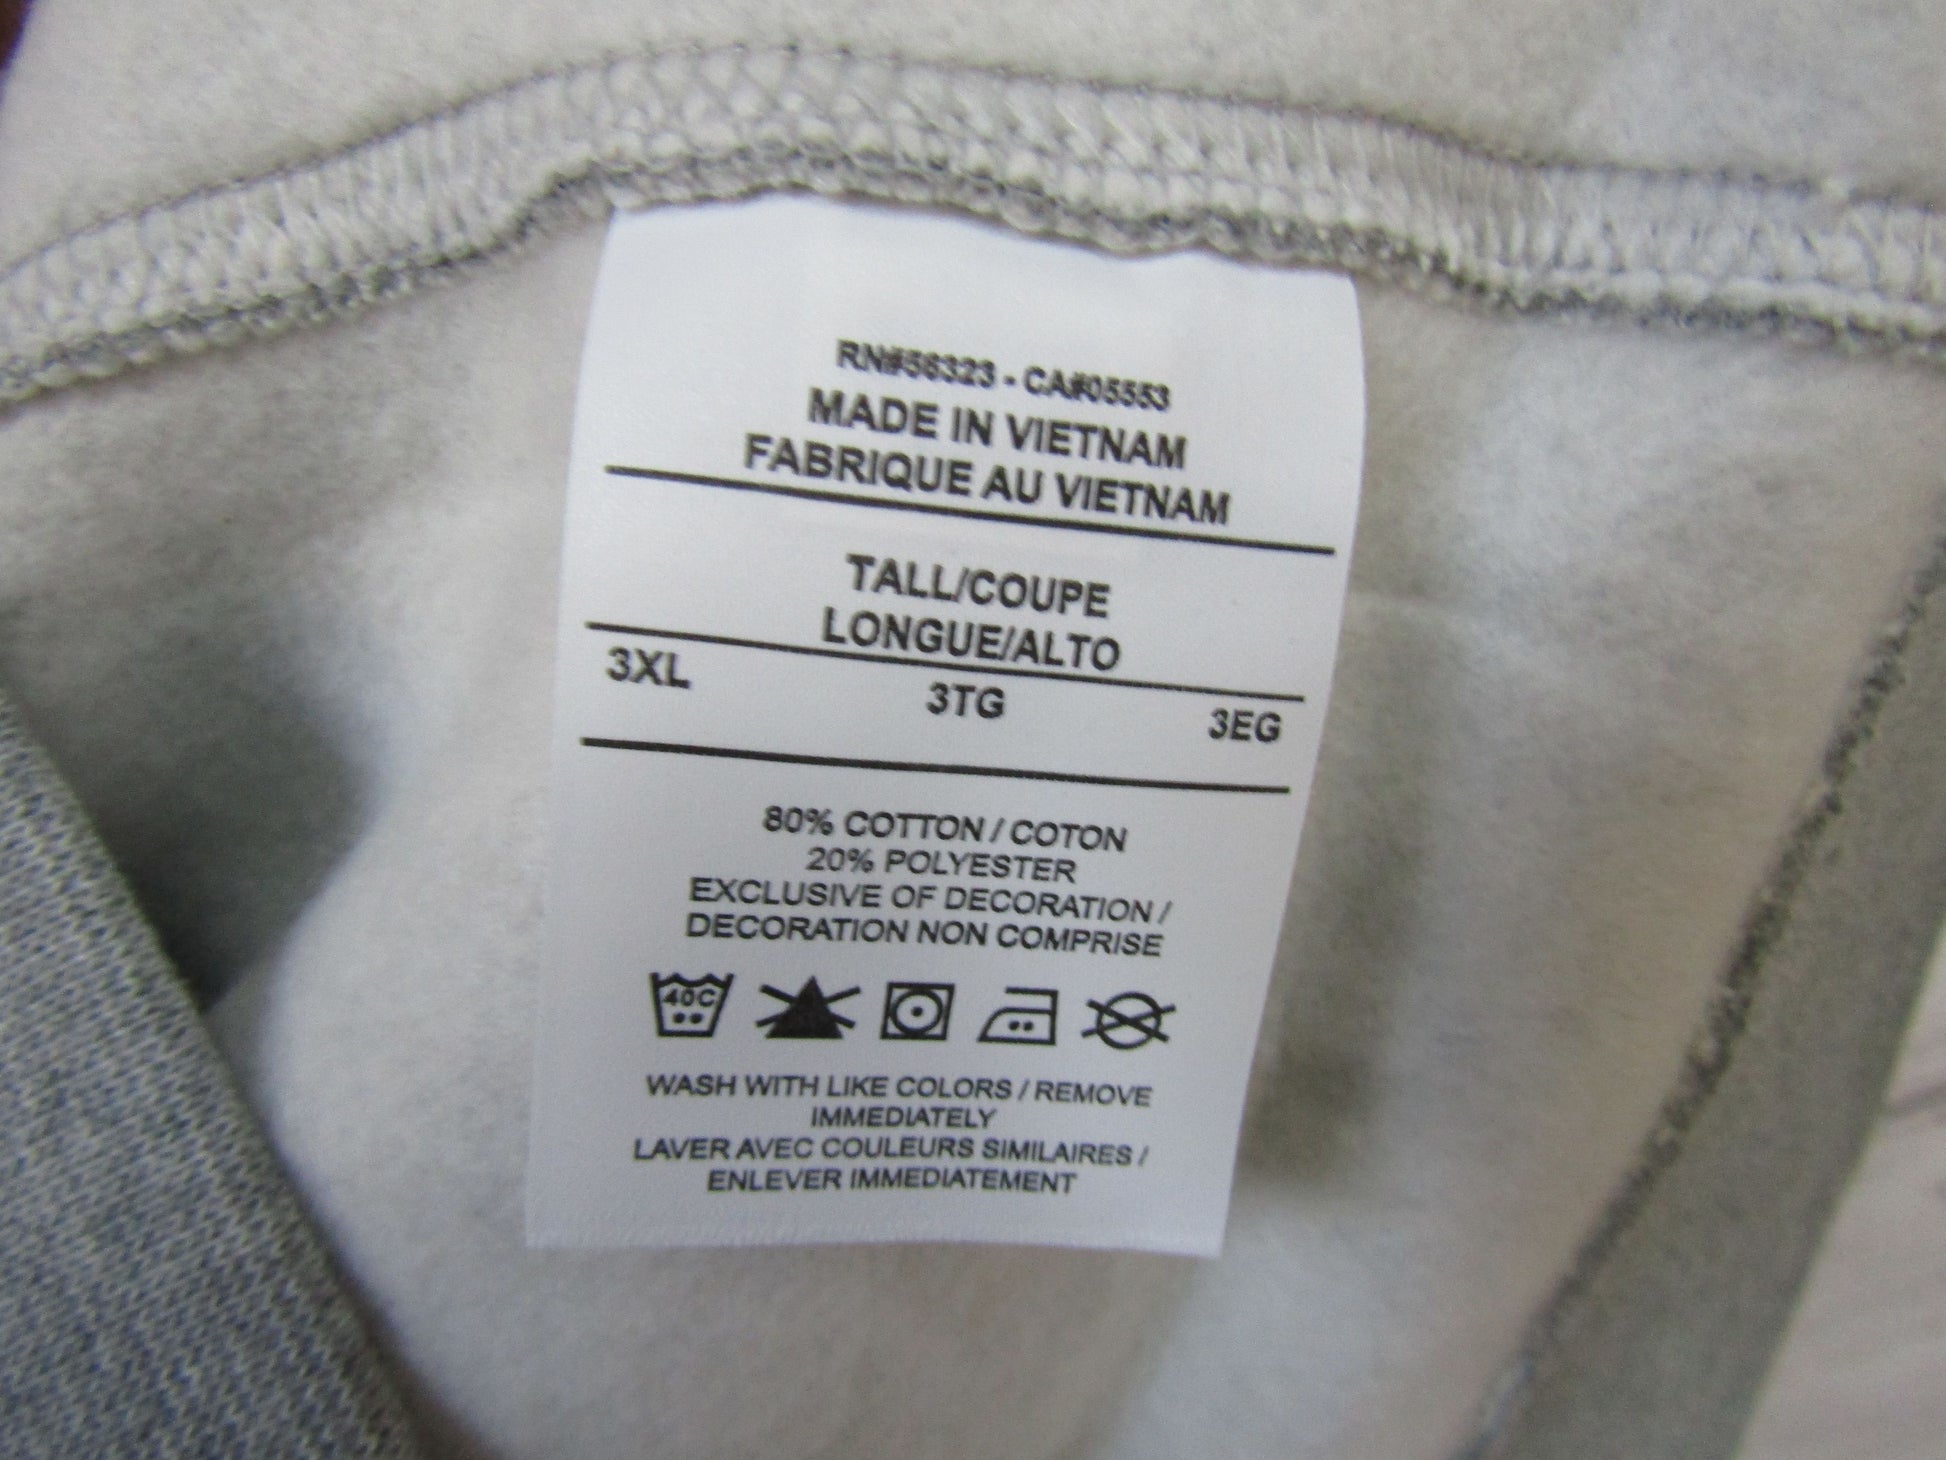 RN#56323 - CA#05553
MADE IN VIETNAM
FABRIQUE AU VIETNAM
TALL/COUPE
LONGUE/ALTO
3XL 3TG 3EG
80% COTTON / COTON
20% POLYESTER
EXCLUSIVE OF DECORATION /
DECORATION NON COMPRISE
40C
WASH WITH LIKE COLORS / REMOVE
IMMEDIATELY
LAVER AVEC COULEURS SIMILAIRES /
ENLEVER IMMEDIATEMENT